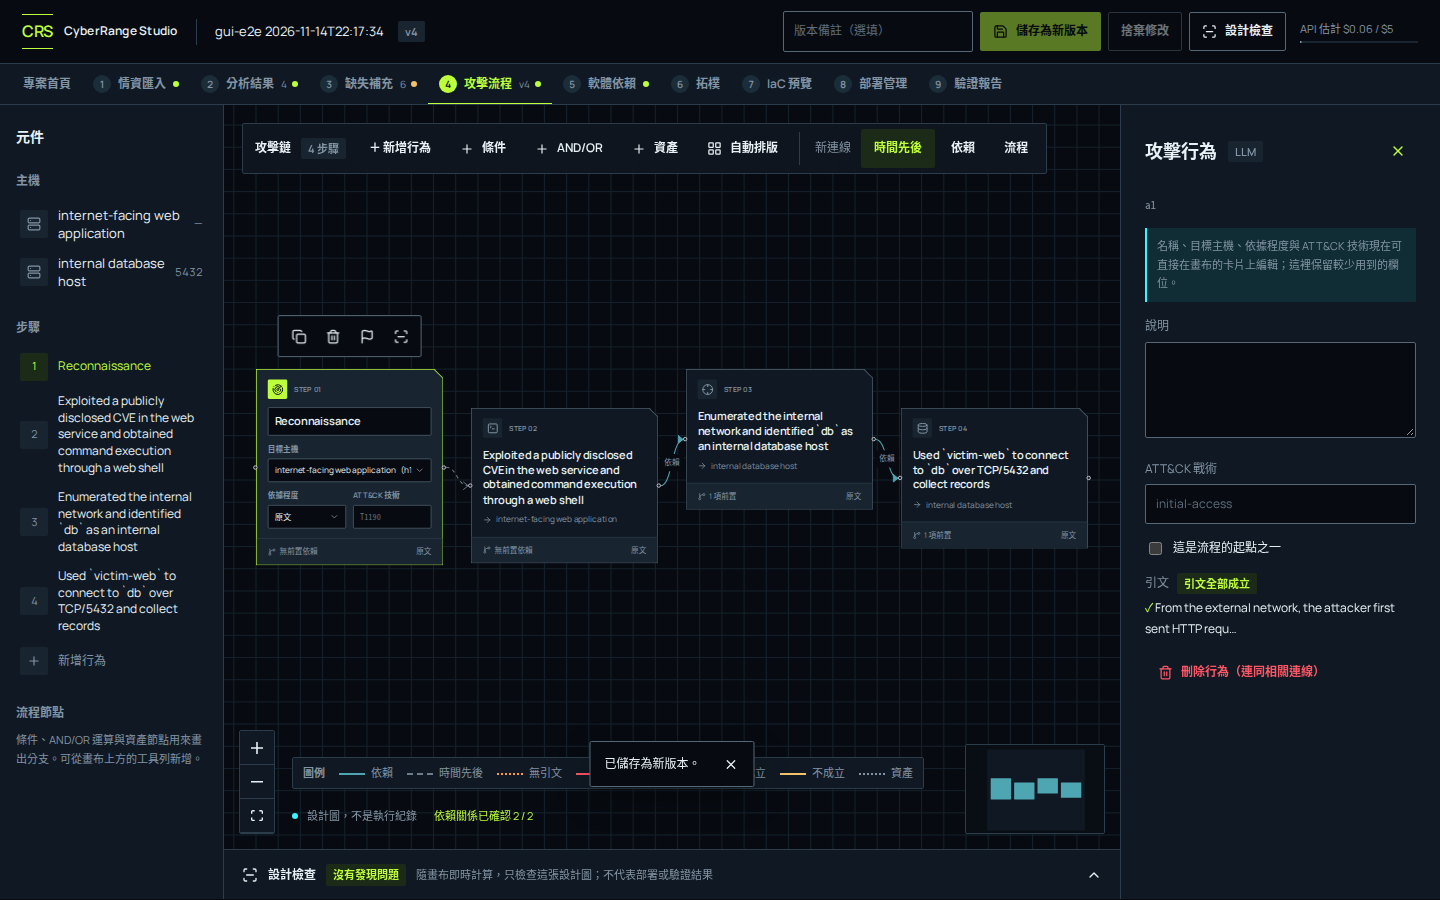 CRS CyberRange Studio gui-e2e 2026-11-14T22:17:34 v4 版本備註（選填） 儲存為新版本 捨棄修改 設計檢查 API 估計 $0.06 / $5
專案首頁 1 情資匯入 2 分析結果 4 3 缺失補充 6 4 攻擊流程 v4 5 軟體依賴 6 拓樸 7 IaC 預覽 8 部署管理 9 驗證報告
元件
主機
internet-facing web application —
internal database host 5432
步驟
1 Reconnaissance
2 Exploited a publicly
disclosed CVE in the web
service and obtained
command execution
through a web shell
3 Enumerated the internal
network and identified
`db` as an internal
database host
4 Used `victim-web` to
connect to `db` over
TCP/5432 and collect
records
新增行為
流程節點
條件、AND/OR 運算與資產節點用來畫
出分支。可從畫布上方的工具列新增。
攻擊鏈 4 步驟 新增行為 條件 AND/OR 資產 自動排版 新連線 時間先後 依賴 流程
STEP 01
Reconnaissance
目標主機
internet-facing web application (h1
依據程度 ATT&CK 技術
原文 T1190
無前置依賴 原文
STEP 02
Exploited a publicly disclosed
CVE in the web service and
obtained command execution
through a web shell
internet-facing web application
無前置依賴 原文
依賴
STEP 03
Enumerated the internal
network and identified `db` as
an internal database host
internal database host
1 項前置 原文
依賴
STEP 04
Used `victim-web` to connect
to `db` over TCP/5432 and
collect records
internal database host
1 項前置 原文
圖例 依賴 時間先後 無引文 立 不成立 資產
已儲存為新版本。
設計圖，不是執行紀錄 依賴關係已確認 2 / 2
設計檢查 沒有發現問題 隨畫布即時計算，只檢查這張設計圖；不代表部署或驗證結果
攻擊行為 LLM
a1
名稱、目標主機、依據程度與 ATT&CK 技術現在可
直接在畫布的卡片上編輯；這裡保留較少用到的欄
位。
說明
ATT&CK 戰術
initial-access
這是流程的起點之一
引文 引文全部成立
✓From the external network, the attacker first
sent HTTP requ…
刪除行為（連同相關連線）